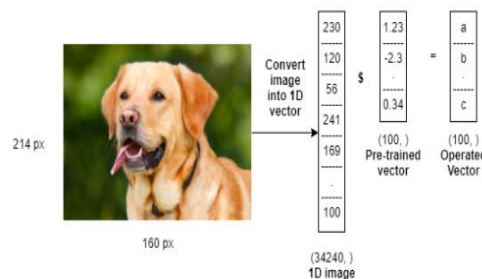 214 px
160 px
Convert
image
into 1D
vector
230
120
56
241
169
.
100
(34240, )
1D image
$
1.23
-2.3
.
0.34
(100, )
Pre-trained
vector
=
a
b
.
c
(100, )
Operated
Vector